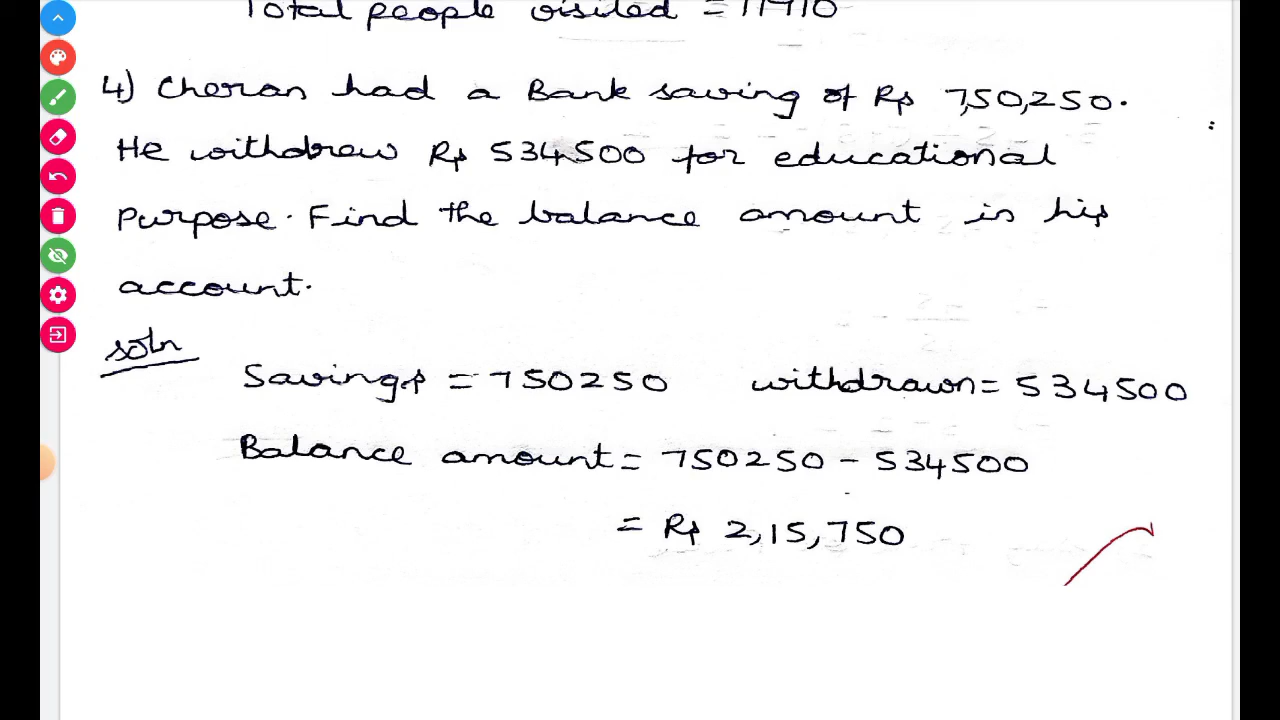 Total people visited =
4) Cheran had a Bank saving of Rs 7,50,250.
He withdrew Rs 534500 for educational
Purpose. Find the balance amount in his
account.
soln
Savings = 750250 withdrawn = 534500
Balance amount = 750250 - 534500
= Rs 2,15,750